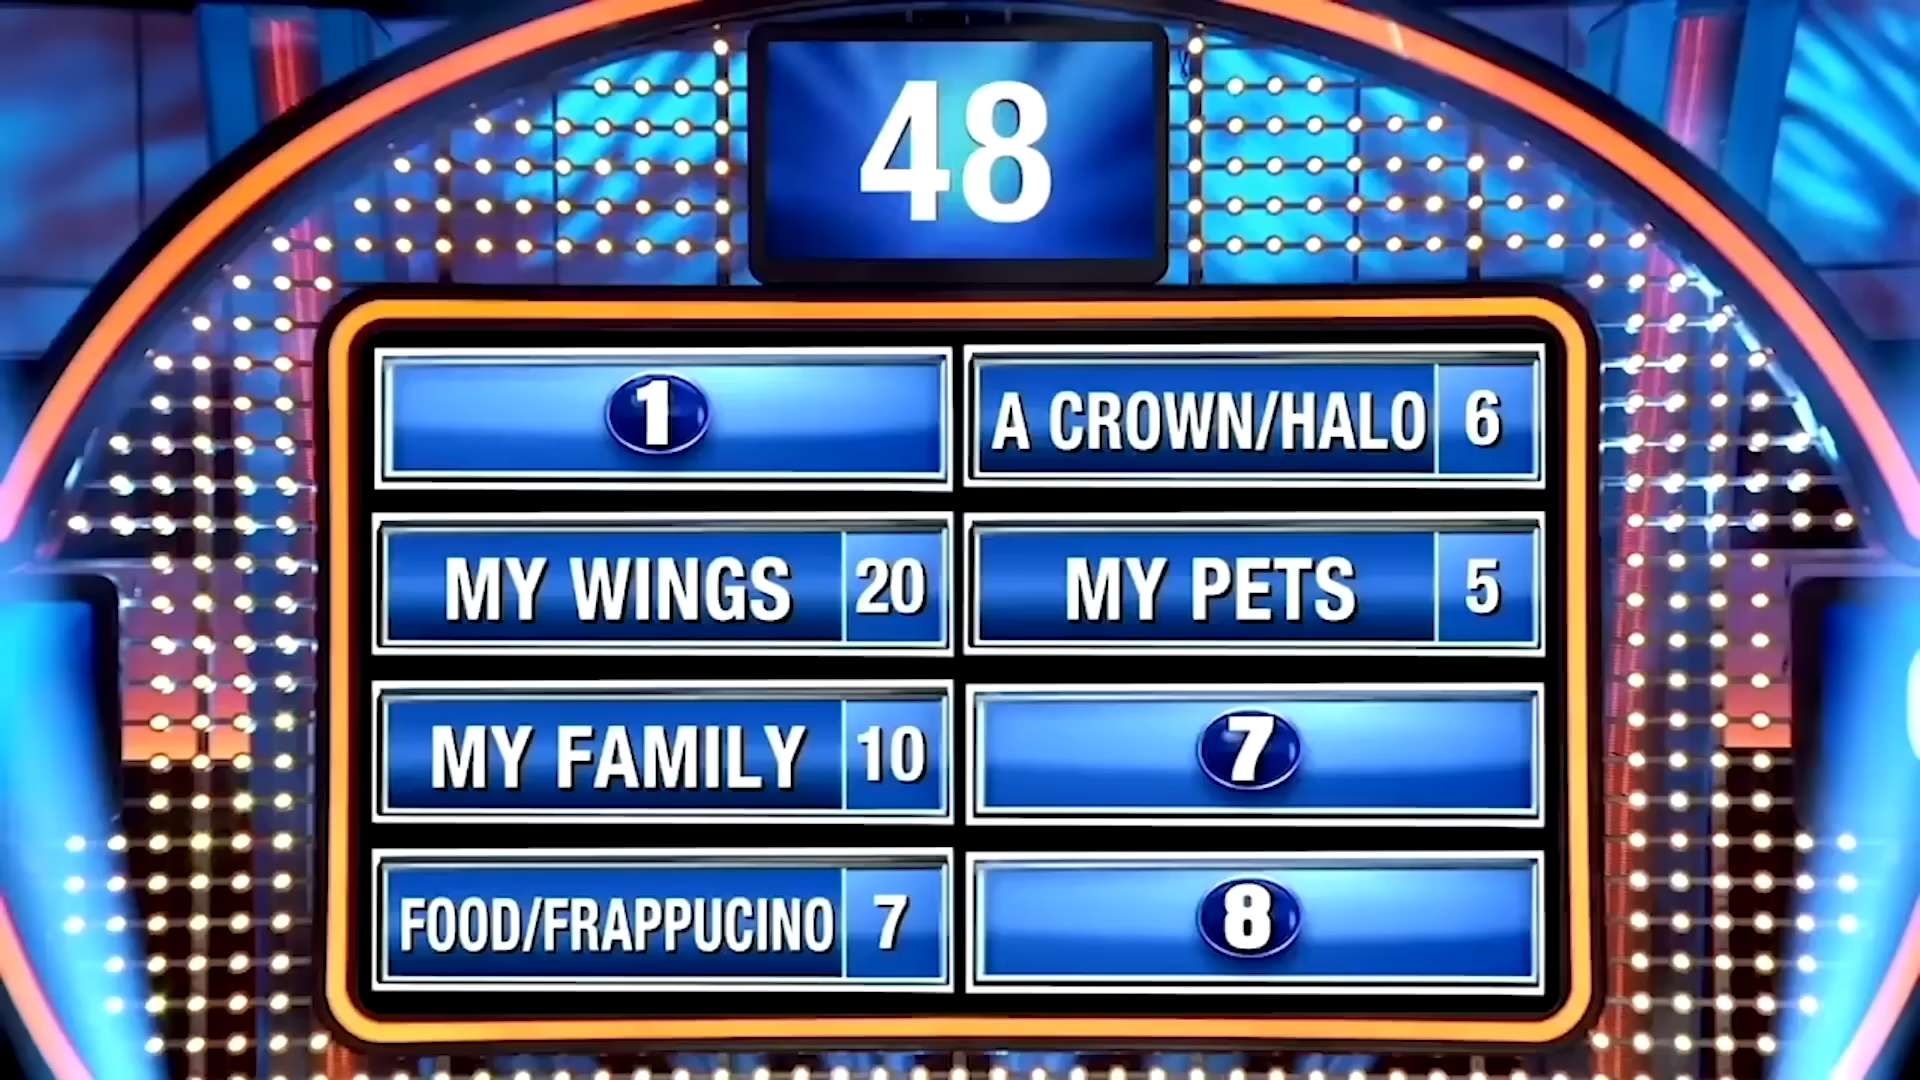 48
1
A CROWN/HALO 6
MY WINGS 20
MY PETS 5
MY FAMILY 10
7
FOOD/FRAPPUCINO 7
8